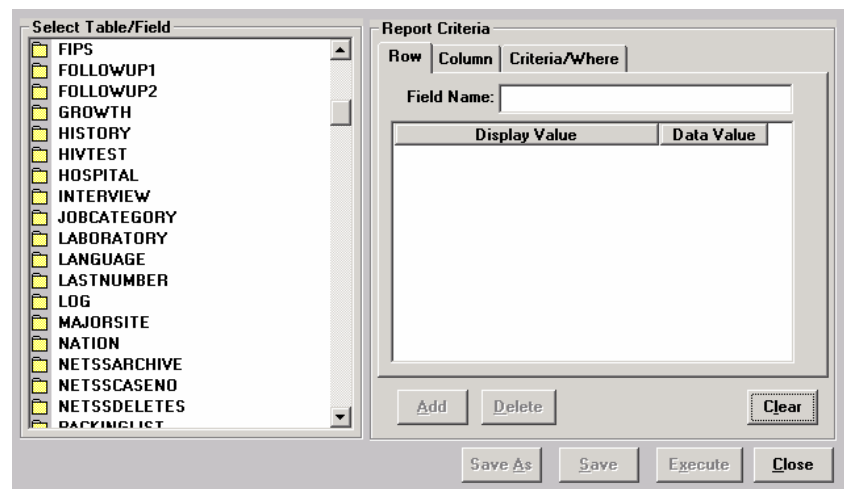 Select Table/Field
FIPS
FOLLOWUP1
FOLLOWUP2
GROWTH
HISTORY
HIVTEST
HOSPITAL
INTERVIEW
JOBCATEGORY
LABORATORY
LANGUAGE
LASTNUMBER
LOG
MAJORSITE
NATION
NETSSARCHIVE
NETSSCASENO
NETSSDELETES
PACKINGLIST
Report Criteria
Row Column Criteria/Where
Field Name:
Display Value Data Value
Add Delete Clear
Save As Save Execute Close